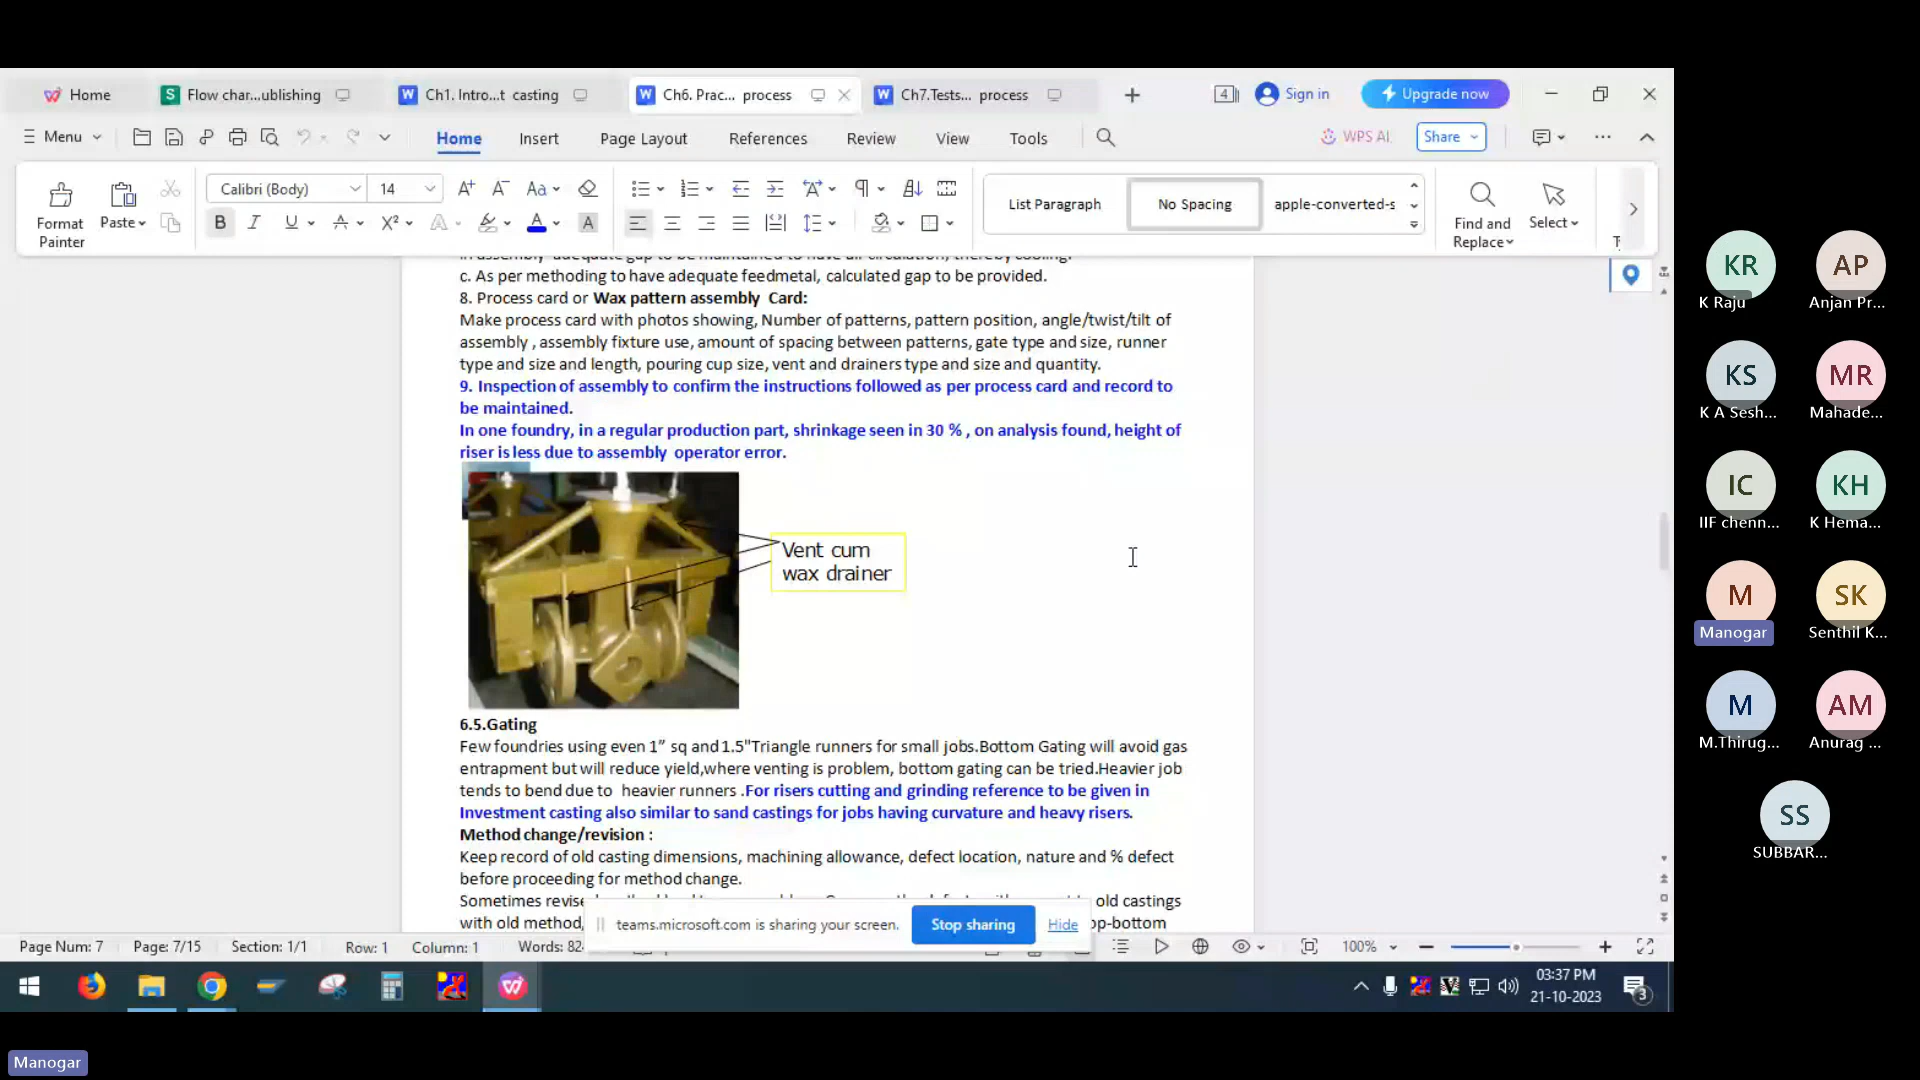 Home
Flow char...ublishing
Ch1. Intro...t casting
Ch6. Prac... process
Ch7.Tests... process
4
Sign in
Upgrade now
Menu
Home
Insert
Page Layout
References
Review
View
Tools
WPS AI
Share
Format
Painter
Paste
Calibri (Body)
14
List Paragraph
No Spacing
apple-converted-s
Find and
Replace
Select
c. As per methoding to have adequate feedmetal, calculated gap to be provided.
8. Process card or Wax pattern assembly Card:
Make process card with photos showing, Number of patterns, pattern position, angle/twist/tilt of
assembly , assembly fixture use, amount of spacing between patterns, gate type and size, runner
type and size and length, pouring cup size, vent and drainers type and size and quantity.
9. Inspection of assembly to confirm the instructions followed as per process card and record to
be maintained.
In one foundry, in a regular production part, shrinkage seen in 30 % , on analysis found, height of
riser is less due to assembly operator error.
Vent cum
wax drainer
6.5.Gating
Few foundries using even 1” sq and 1.5"Triangle runners for small jobs.Bottom Gating will avoid gas
entrapment but will reduce yield,where venting is problem, bottom gating can be tried.Heavier job
tends to bend due to heavier runners .For risers cutting and grinding reference to be given in
Investment casting also similar to sand castings for jobs having curvature and heavy risers.
Method change/revision :
Keep record of old casting dimensions, machining allowance, defect location, nature and % defect
before proceeding for method change.
Sometimes revise old castings
with old method, op-bottom
teams.microsoft.com is sharing your screen.
Stop sharing
Hide
Page Num: 7
Page: 7/15
Section: 1/1
Row: 1
Column: 1
Words: 82
100%
03:37 PM
21-10-2023
3
KR
K Raju
AP
Anjan Pr...
KS
K A Sesh...
MR
Mahade...
IC
IIF chenn...
KH
K Hema...
M
Manogar
SK
Senthil K...
M
M.Thirug...
AM
Anurag ...
SS
SUBBAR...
Manogar